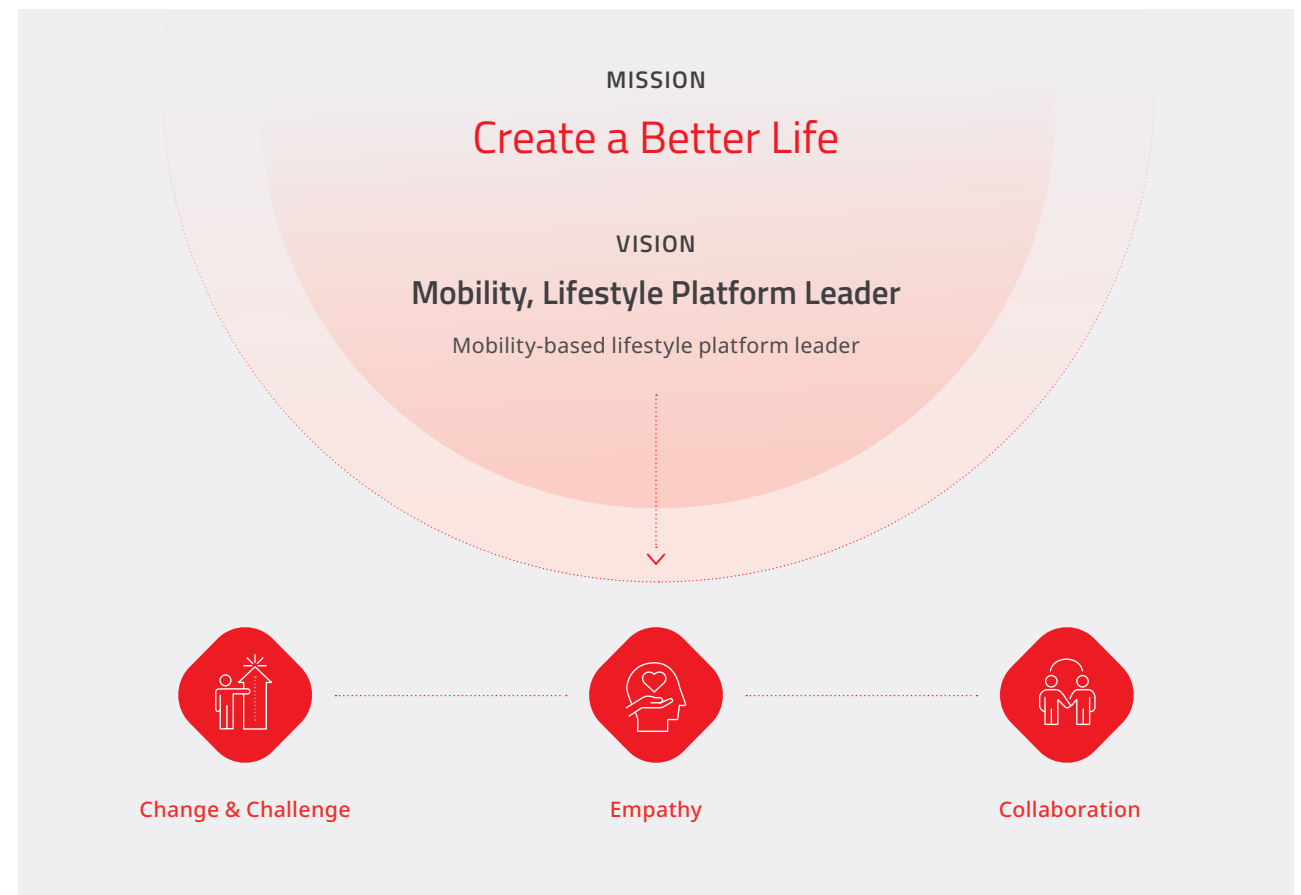 MISSION
Create a Better Life
VISION
Mobility, Lifestyle Platform Leader
Mobility-based lifestyle platform leader
Change & Challenge
Empathy
Collaboration